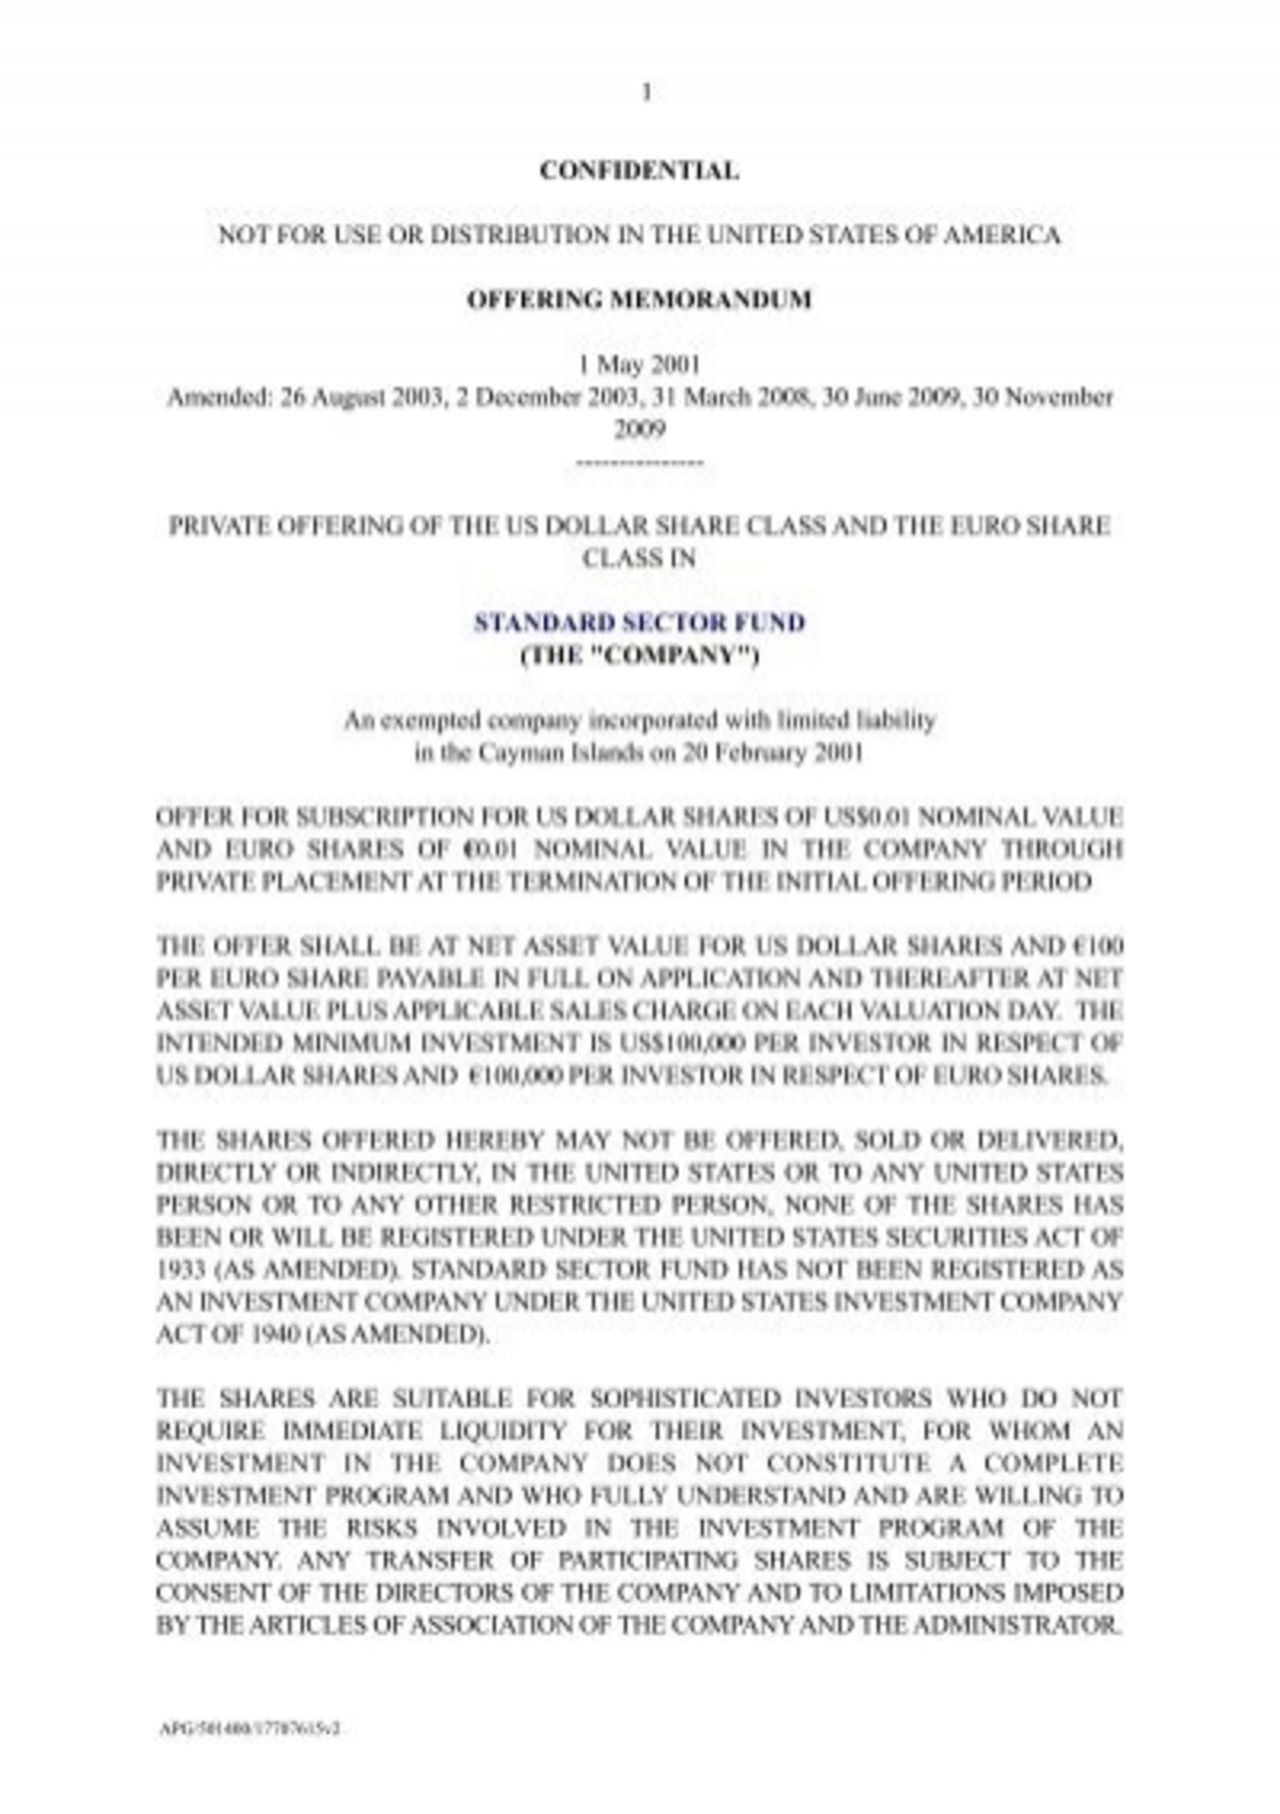 1
CONFIDENTIAL
NOT FOR USE OR DISTRIBUTION IN THE UNITED STATES OF AMERICA
OFFERING MEMORANDUM
1 May 2001
Amended: 26 August 2003, 2 December 2003, 31 March 2008, 30 June 2009, 30 November
2009
----------------
PRIVATE OFFERING OF THE US DOLLAR SHARE CLASS AND THE EURO SHARE
CLASS IN
STANDARD SECTOR FUND
(THE "COMPANY")
An exempted company incorporated with limited liability
in the Cayman Islands on 20 February 2001
OFFER FOR SUBSCRIPTION FOR US DOLLAR SHARES OF US$0.01 NOMINAL VALUE
AND EURO SHARES OF €0.01 NOMINAL VALUE IN THE COMPANY THROUGH
PRIVATE PLACEMENT AT THE TERMINATION OF THE INITIAL OFFERING PERIOD
THE OFFER SHALL BE AT NET ASSET VALUE FOR US DOLLAR SHARES AND €100
PER EURO SHARE PAYABLE IN FULL ON APPLICATION AND THEREAFTER AT NET
ASSET VALUE PLUS APPLICABLE SALES CHARGE ON EACH VALUATION DAY. THE
INTENDED MINIMUM INVESTMENT IS US$100,000 PER INVESTOR IN RESPECT OF
US DOLLAR SHARES AND €100,000 PER INVESTOR IN RESPECT OF EURO SHARES.
THE SHARES OFFERED HEREBY MAY NOT BE OFFERED, SOLD OR DELIVERED,
DIRECTLY OR INDIRECTLY, IN THE UNITED STATES OR TO ANY UNITED STATES
PERSON OR TO ANY OTHER RESTRICTED PERSON, NONE OF THE SHARES HAS
BEEN OR WILL BE REGISTERED UNDER THE UNITED STATES SECURITIES ACT OF
1933 (AS AMENDED). STANDARD SECTOR FUND HAS NOT BEEN REGISTERED AS
AN INVESTMENT COMPANY UNDER THE UNITED STATES INVESTMENT COMPANY
ACT OF 1940 (AS AMENDED).
THE SHARES ARE SUITABLE FOR SOPHISTICATED INVESTORS WHO DO NOT
REQUIRE IMMEDIATE LIQUIDITY FOR THEIR INVESTMENT, FOR WHOM AN
INVESTMENT IN THE COMPANY DOES NOT CONSTITUTE A COMPLETE
INVESTMENT PROGRAM AND WHO FULLY UNDERSTAND AND ARE WILLING TO
ASSUME THE RISKS INVOLVED IN THE INVESTMENT PROGRAM OF THE
COMPANY. ANY TRANSFER OF PARTICIPATING SHARES IS SUBJECT TO THE
CONSENT OF THE DIRECTORS OF THE COMPANY AND TO LIMITATIONS IMPOSED
BY THE ARTICLES OF ASSOCIATION OF THE COMPANY AND THE ADMINISTRATOR.
APG/501400/17707615v2